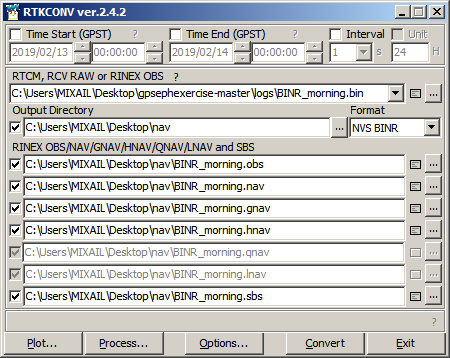 RTKCONV ver.2.4.2
Time Start (GPST) ? Time End (GPST) ? Interval Unit
2019/02/13 00:00:00 2019/02/14 00:00:00 1 s 24 H
RTCM, RCV RAW or RINEX OBS ?
C:\Users\MIXAIL\Desktop\gpsephexercise-master\logs\BINR_morning.bin
Output Directory Format
C:\Users\MIXAIL\Desktop\nav ... NVS BINR
RINEX OBS/NAV/GNAV/HNAV/QNAV/LNAV and SBS
C:\Users\MIXAIL\Desktop\nav\BINR_morning.obs ...
C:\Users\MIXAIL\Desktop\nav\BINR_morning.nav ...
C:\Users\MIXAIL\Desktop\nav\BINR_morning.gnav ...
C:\Users\MIXAIL\Desktop\nav\BINR_morning.hnav ...
C:\Users\MIXAIL\Desktop\nav\BINR_morning.qnav ...
C:\Users\MIXAIL\Desktop\nav\BINR_morning.lnav ...
C:\Users\MIXAIL\Desktop\nav\BINR_morning.sbs ...
?
Plot... Process... Options... Convert Exit